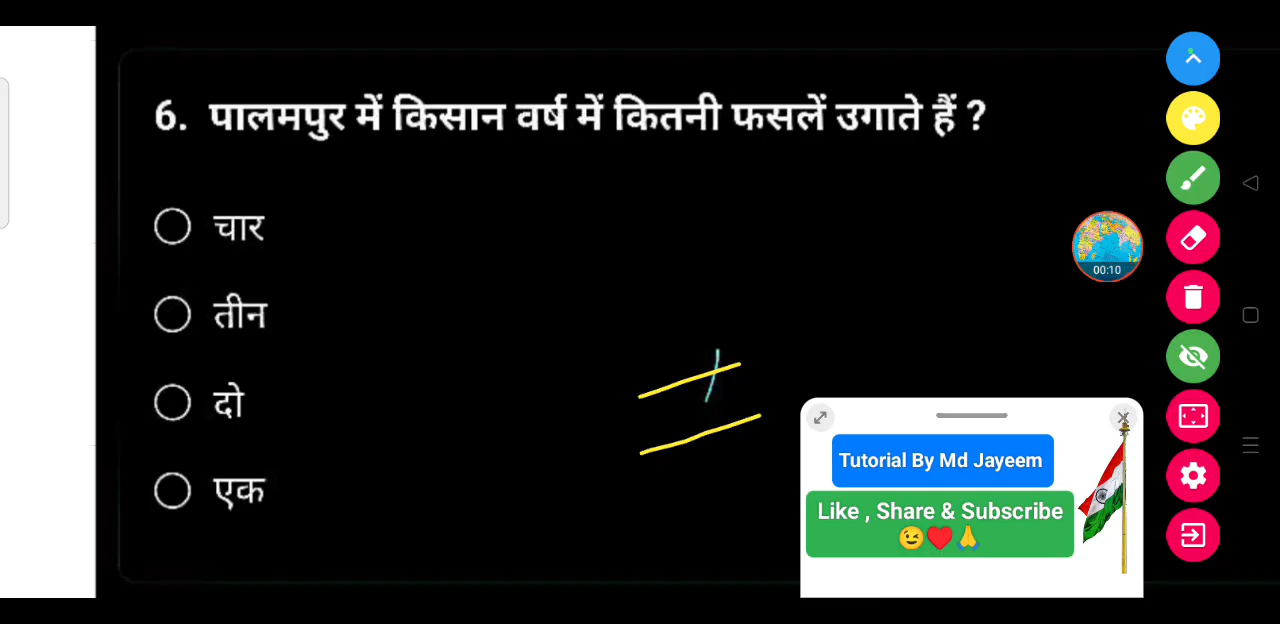 6. पालमपुर में किसान वर्ष में कितनी फसलें उगाते हैं ?
चार
तीन
दो
एक
00:10
Tutorial By Md Jayeem
Like , Share & Subscribe
😉❤️🙏